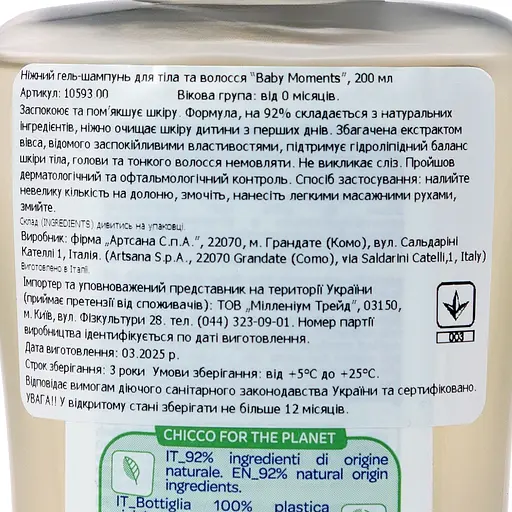 Ніжний гель-шампунь для тіла та волосся "Baby Moments", 200 мл
Артикул: 10593 00 Вікова група: від 0 місяців.
Заспокоює та пом'якшує шкіру. Формула, на 92% складається з натуральних
інгредієнтів, ніжно очищає шкіру дитини з перших днів. Збагачена екстрактом
вівса, відомого заспокійливими властивостями, підтримує гідроліпідний баланс
шкіри тіла, голови та тонкого волосся немовляти. Не викликає сліз. Пройшов
дерматологічний та офтальмологічний контроль. Спосіб застосування: налийте
невелику кількість на долоню, змочіть, нанесіть легкими масажними рухами,
змийте.
Склад (INGREDIENTS) дивитись на упаковці.
Виробник: фірма „Артсана С.п.А.", 22070, м. Грандате (Комо), вул. Сальдаріні
Кателлі 1, Італія. (Artsana S.p.A., 22070 Grandate (Como), via Saldarini Catelli,1, Italy)
Виготовлено в Італії.
Імпортер та уповноважений представник на території України
(приймає претензії від споживачів): ТОВ „Мілленіум Трейд", 03150,
м. Київ, вул. Фізкультури 28. тел. (044) 323-09-01. Номер партії
виробництва ідентифікується по даті виготовлення.
003
Дата виготовлення: 03.2025 р.
Строк зберігання: 3 роки Умови зберігання: від +5°C до +25°C.
Відповідає вимогам діючого санітарного законодавства України та сертифіковано.
УВАГА!! У відкритому стані зберігати не більше 12 місяців.
CHICCO FOR THE PLANET
IT_92% ingredienti di origine
naturale. EN_92% natural origin
ingredients.
IT_Bottiglia 100% plastica